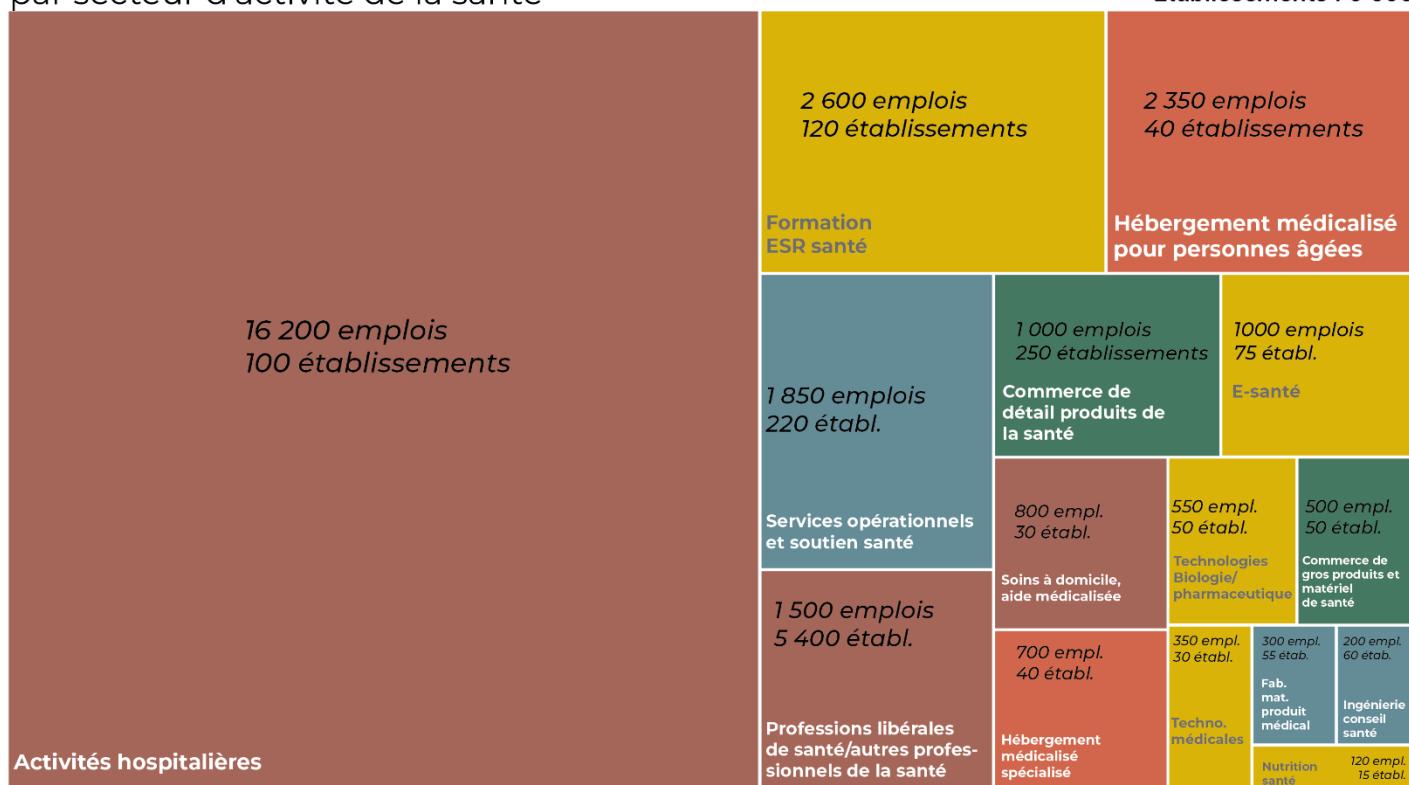 par secteur d'activité de la santé
16 200 emplois
100 établissements
Activités hospitalières
2 600 emplois
120 établissements
Formation
ESR santé
2 350 emplois
40 établissements
Hébergement médicalisé
pour personnes âgées
1 850 emplois
220 établ.
Services opérationnels
et soutien santé
1 000 emplois
250 établissements
Commerce de
détail produits de
la santé
1000 emplois
75 établ.
E-santé
1 500 emplois
5 400 établ.
Professions libérales
de santé/autres profes-
sionnels de la santé
800 empl.
30 établ.
Soins à domicile,
aide médicalisée
550 empl.
50 établ.
Technologies
Biologie/
pharmaceutique
500 empl.
50 établ.
Commerce de
gros produits et
matériel
de santé
700 empl.
40 établ.
Hébergement
médicalisé
spécialisé
350 empl.
30 établ.
Techno.
médicales
300 empl.
55 étab.
Fab.
mat.
produit
médical
200 empl.
60 étab.
Ingénierie
conseil
santé
Nutrition
santé
120 empl.
15 établ.